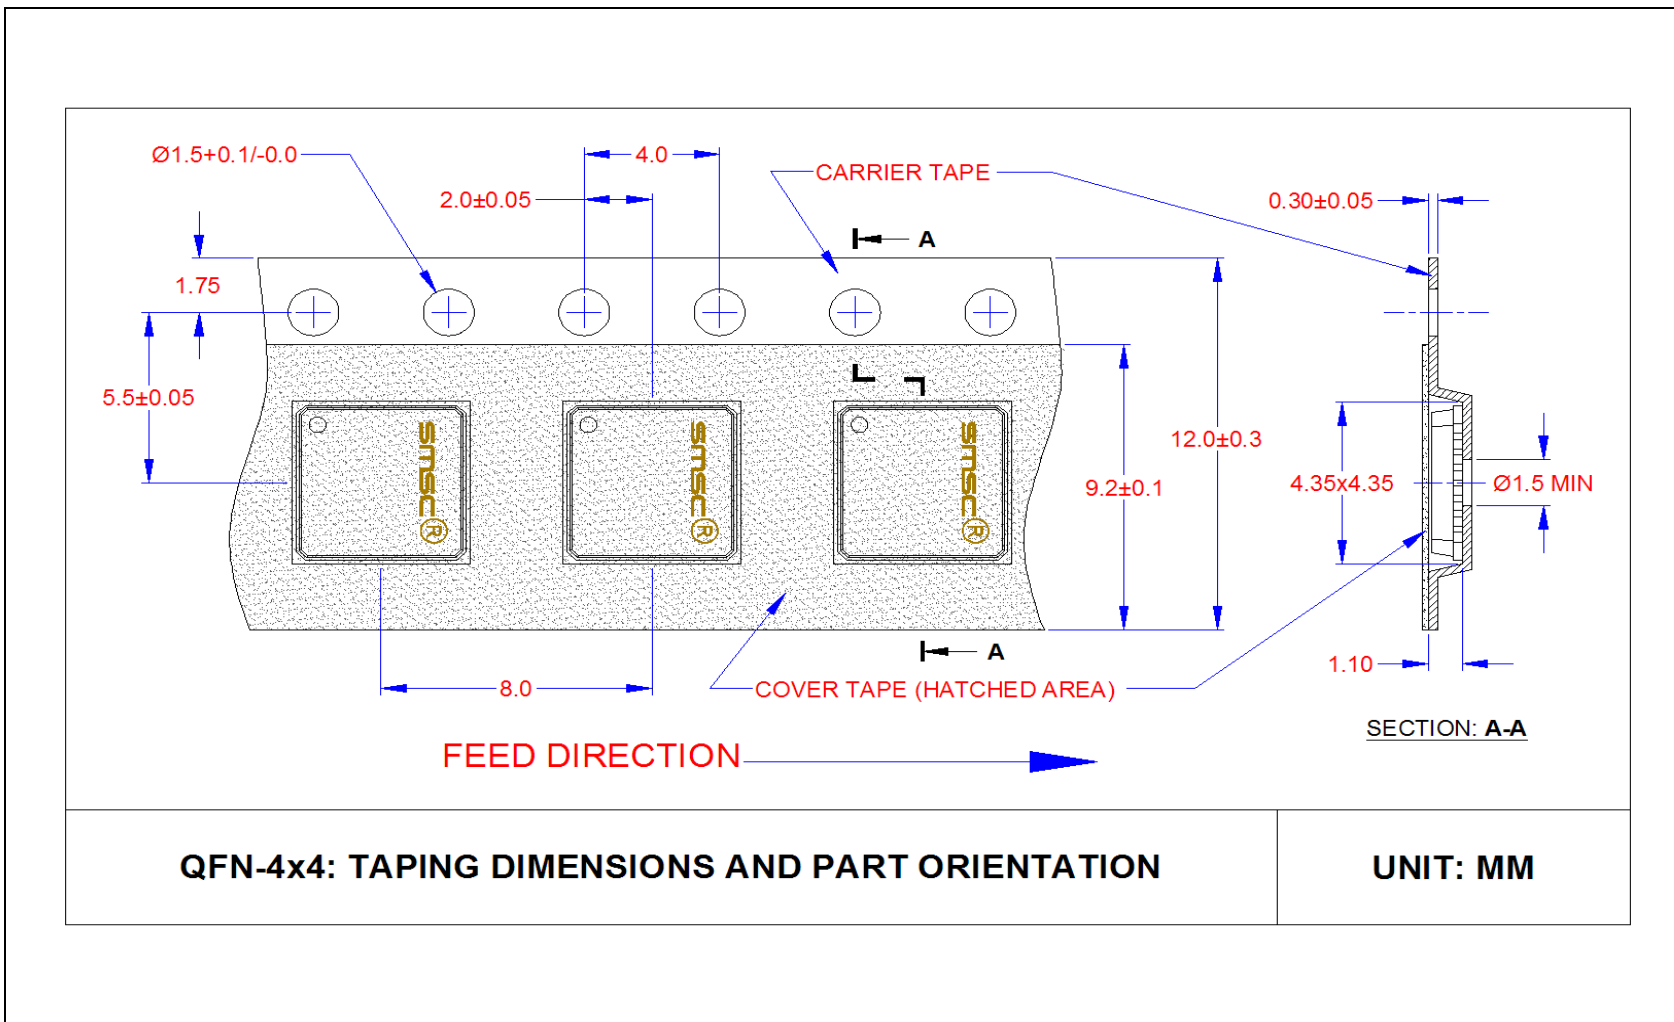 Ø1.5+0.1/-0.0
4.0
CARRIER TAPE
2.0±0.05
0.30±0.05
A
1.75
5.5±0.05
12.0±0.3
9.2±0.1
4.35x4.35
Ø1.5 MIN
smsc®
smsc®
smsc®
A
1.10
8.0
COVER TAPE (HATCHED AREA)
SECTION: A-A
FEED DIRECTION
QFN-4x4: TAPING DIMENSIONS AND PART ORIENTATION
UNIT: MM